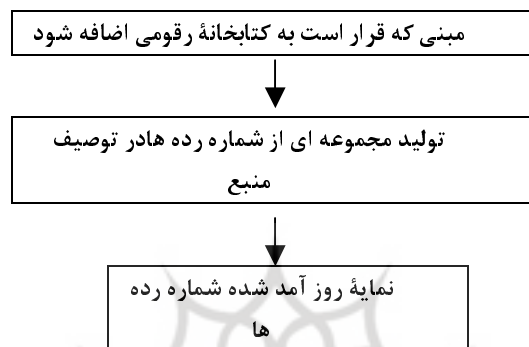 مبنی که قرار است به کتابخانهٔ رقومی اضافه شود
تولید مجموعه ای از شماره رده هادر توصیف
منبع
نمایهٔ روز آمد شده شماره رده
ها